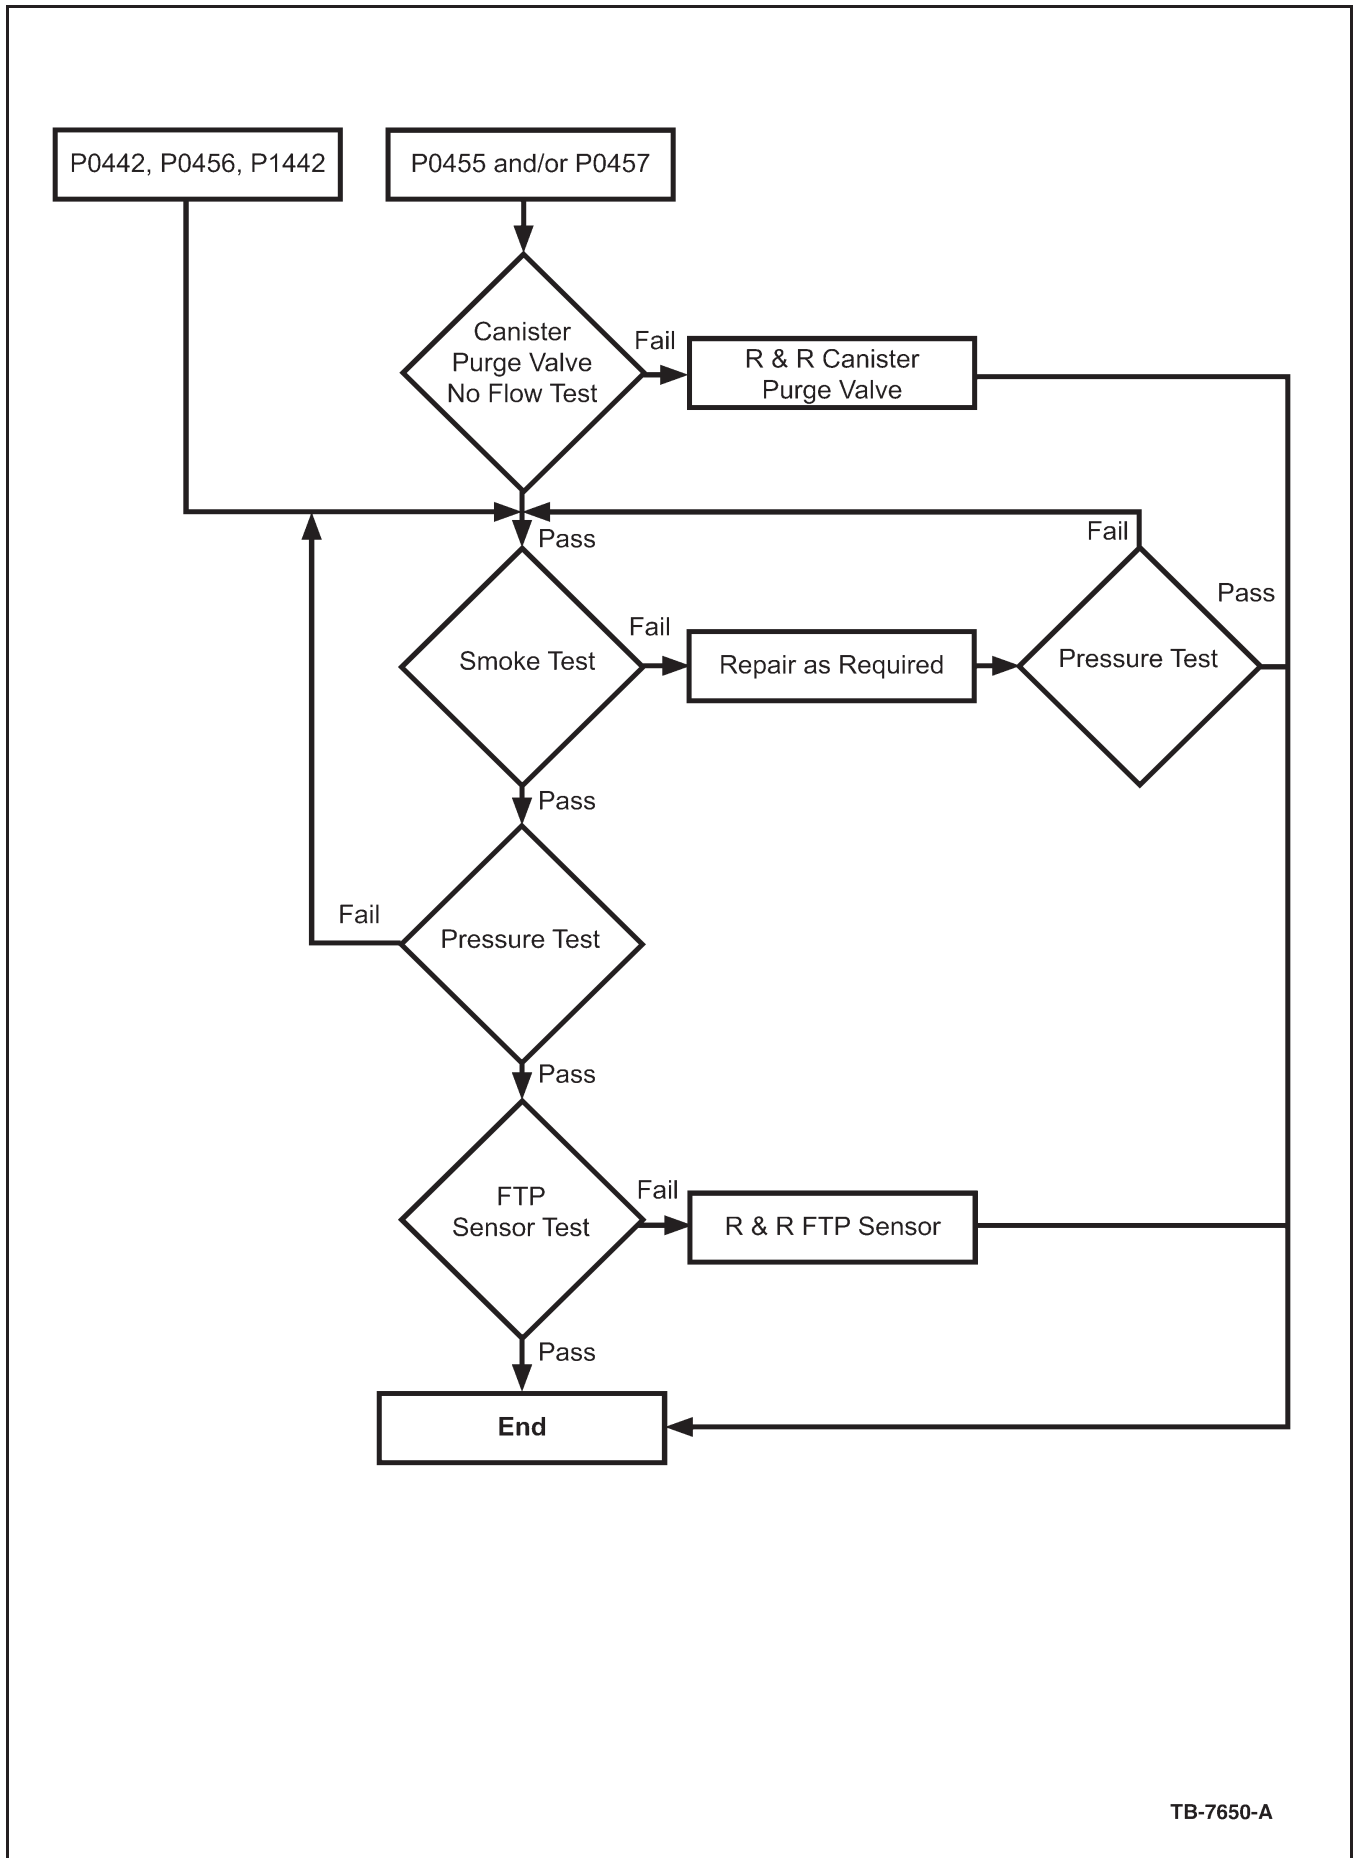 P0442, P0456, P1442
P0455 and/or P0457
Canister
Purge Valve
No Flow Test
Fail
R & R Canister
Purge Valve
Pass
Smoke Test
Fail
Repair as Required
Pressure Test
Fail
Pass
Pass
Pressure Test
Fail
Pass
FTP
Sensor Test
Fail
R & R FTP Sensor
Pass
End
TB-7650-A